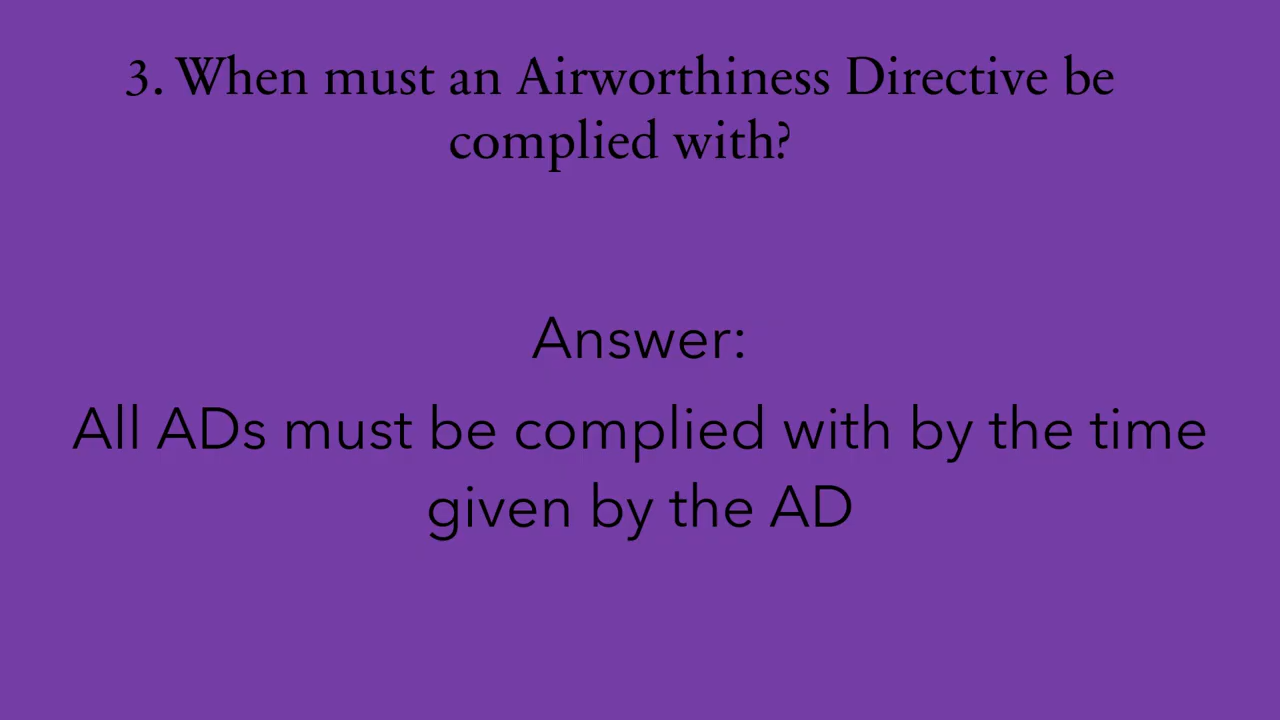 3. When must an Airworthiness Directive be
complied with?
Answer:
All ADs must be complied with by the time
given by the AD